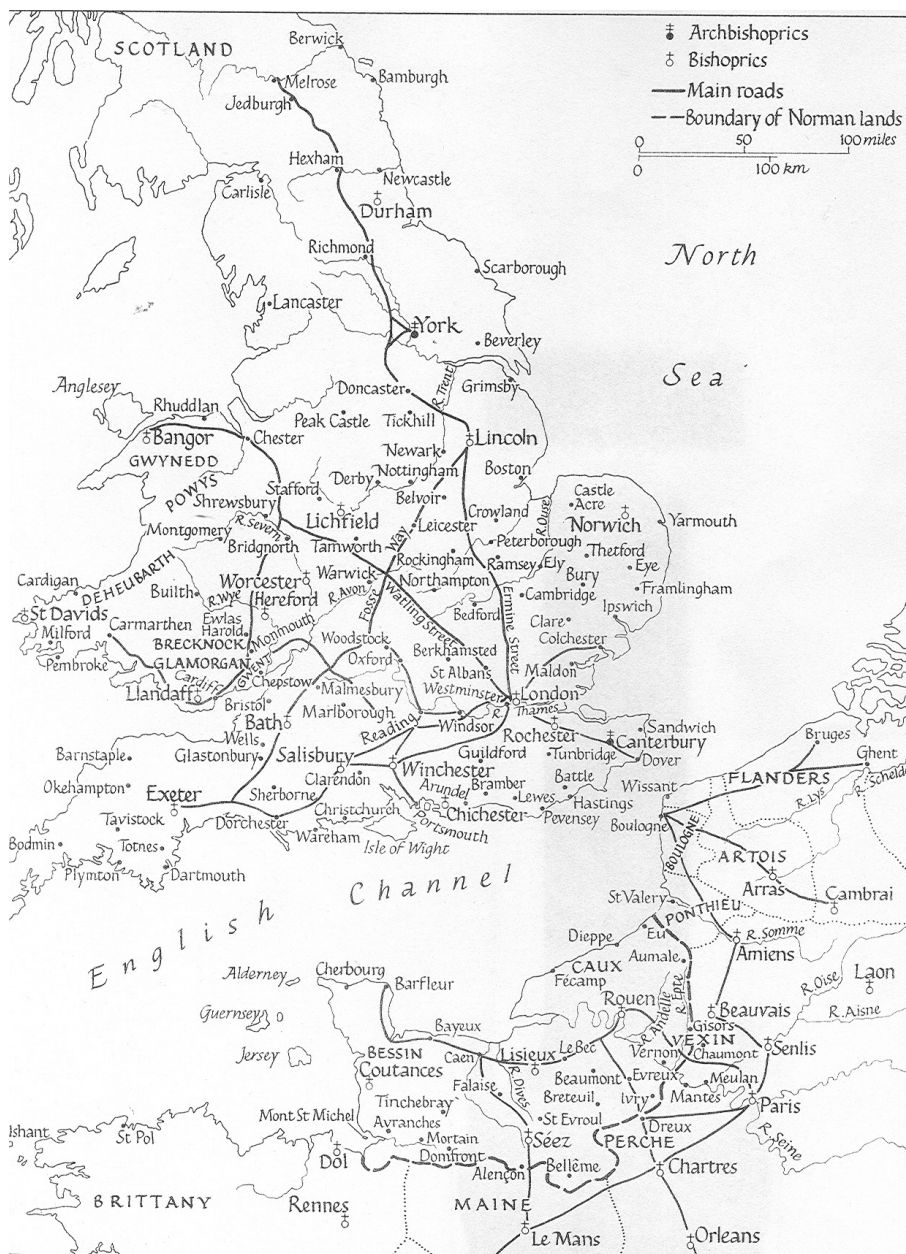 Archbishoprics
Bishoprics
Main roads
Boundary of Norman lands
0 50 100 miles
0 100 km
SCOTLAND
Berwick
Melrose
Bamburgh
Jedburgh
Hexham
Newcastle
Carlisle
Durham
Richmond
North
Scarborough
Lancaster
York
Beverley
Sea
Anglesey
Doncaster
R. Trent
Grimsby
Rhuddlan
Peak Castle
Tickhill
Bangor
Chester
Lincoln
GWYNEDD
Newark
POWYS
Derby
Nottingham
Boston
Stafford
Belvoir
Castle
Acre
Shrewsbury
Lichfield
Crowland
R. Ouse
Norwich
Yarmouth
R. Severn
Leicester
Montgomery
Bridgnorth
Tamworth
Way
Peterborough
Thetford
Rockingham
Ramsey
Ely
Eye
DEHEUBARTH
Cardigan
Worcester
Warwick
Northampton
Bury
Framlingham
Builth
R. Wye
Hereford
R. Avon
Cambridge
St Davids
Fosse
Watling Street
Bedford
Ermine Street
Ipswich
Carmarthen
Ewlas
Harold
Clare
Milford
BRECKNOCK
Monmouth
Woodstock
Colchester
Pembroke
GLAMORGAN
Oxford
Berkhamsted
GWENT
St Albans
Maldon
Cardiff
Chepstow
Malmesbury
Westminster
London
Llandaff
Bristol
Marlborough
R. Thames
Bath
Reading
Windsor
Rochester
Sandwich
Wells
Canterbury
Bruges
Barnstaple
Glastonbury
Salisbury
Guildford
Tunbridge
Dover
Ghent
Clarendon
Winchester
FLANDERS
R. Schelde
Okehampton
Exeter
Sherborne
Arundel
Bramber
Battle
Wissant
R. Lys
Lewes
Hastings
Christchurch
Chichester
Pevensey
Boulogne
Tavistock
Dorchester
Portsmouth
BOULOGNE
Bodmin
Totnes
Wareham
Isle of Wight
ARTOIS
Plymton
Dartmouth
Arras
Cambrai
English Channel
St Valery
PONTHIEU
Eu
R. Somme
Dieppe
Amiens
Aumale
Alderney
Cherbourg
Barfleur
CAUX
Fécamp
R. Epte
R. Oise
Laon
Guernsey
Rouen
R. Andelle
Beauvais
R. Aisne
Bayeux
Gisors
Jersey
BESSIN
Caen
Lisieux
Le Bec
VEXIN
Senlis
Coutances
Vernon
Chaumont
Falaise
R. Dives
Beaumont
Evreux
Meulan
Tinchebray
Breteuil
Ivry
Mantes
Paris
Mont St Michel
Avranches
St Evroul
Dreux
R. Seine
Ushant
St Pol
Mortain
Séez
PERCHE
Dol
Domfront
Bellême
Chartres
Alençon
BRITTANY
Rennes
MAINE
Le Mans
Orleans